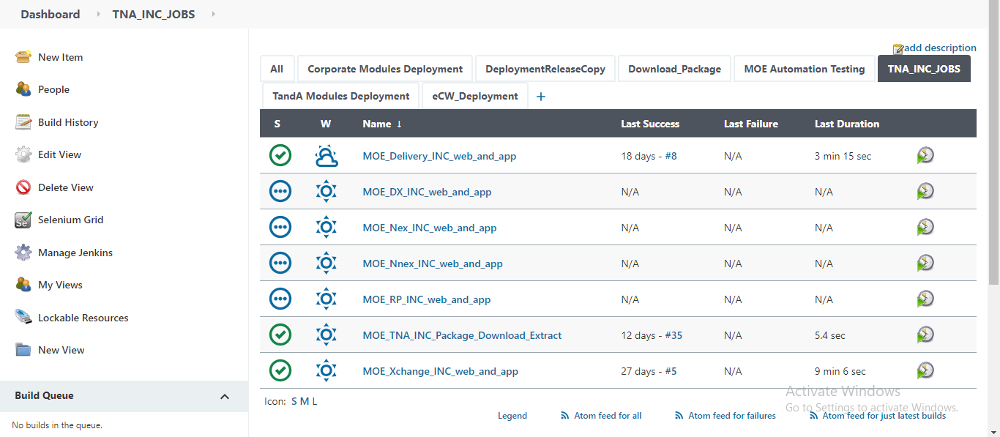 Dashboard TNA_INC_JOBS
New Item
People
Build History
Edit View
Delete View
Selenium Grid
Manage Jenkins
My Views
Lockable Resources
New View
Build Queue
No builds in the queue.
add description
All Corporate Modules Deployment DeploymentReleaseCopy Download_Package MOE Automation Testing TNA_INC_JOBS
TandA Modules Deployment eCW_Deployment +
S W Name ↓ Last Success Last Failure Last Duration
MOE_Delivery_INC_web_and_app 18 days - #8 N/A 3 min 15 sec
MOE_DX_INC_web_and_app N/A N/A N/A
MOE_Nex_INC_web_and_app N/A N/A N/A
MOE_Nnex_INC_web_and_app N/A N/A N/A
MOE_RP_INC_web_and_app N/A N/A N/A
MOE_TNA_INC_Package_Download_Extract 12 days - #35 N/A 5.4 sec
MOE_Xchange_INC_web_and_app 27 days - #5 N/A 9 min 6 sec
Icon: S M L
Legend Atom feed for all Atom feed for failures Atom feed for just latest builds
Activate Windows
Go to Settings to activate Windows.
Se